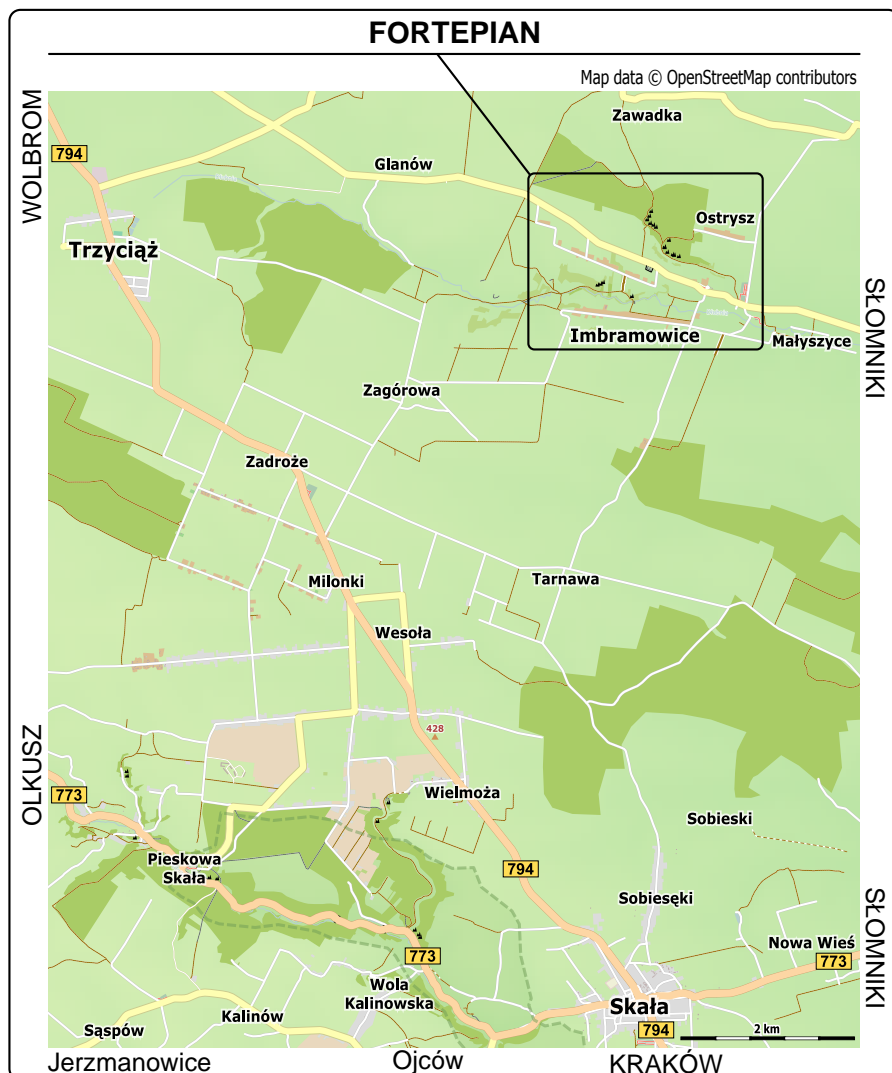 FORTEPIAN
Map data © OpenStreetMap contributors
WOLBROM
Zawadka
794
Glanów
Ostrysz
Trzyciąż
SŁOMNIKI
Imbramowice
Małyszyce
Zagórowa
Zadroże
Milonki
Tarnawa
Wesoła
428
OLKUSZ
773
Wielmoża
Sobieski
Pieskowa
Skała
794
Sobiesęki
SŁOMNIKI
Nowa Wieś
773
773
Wola
Kalinowska
Skała
Kalinów
Sąspów
794
2 km
Jerzmanowice
Ojców
KRAKÓW